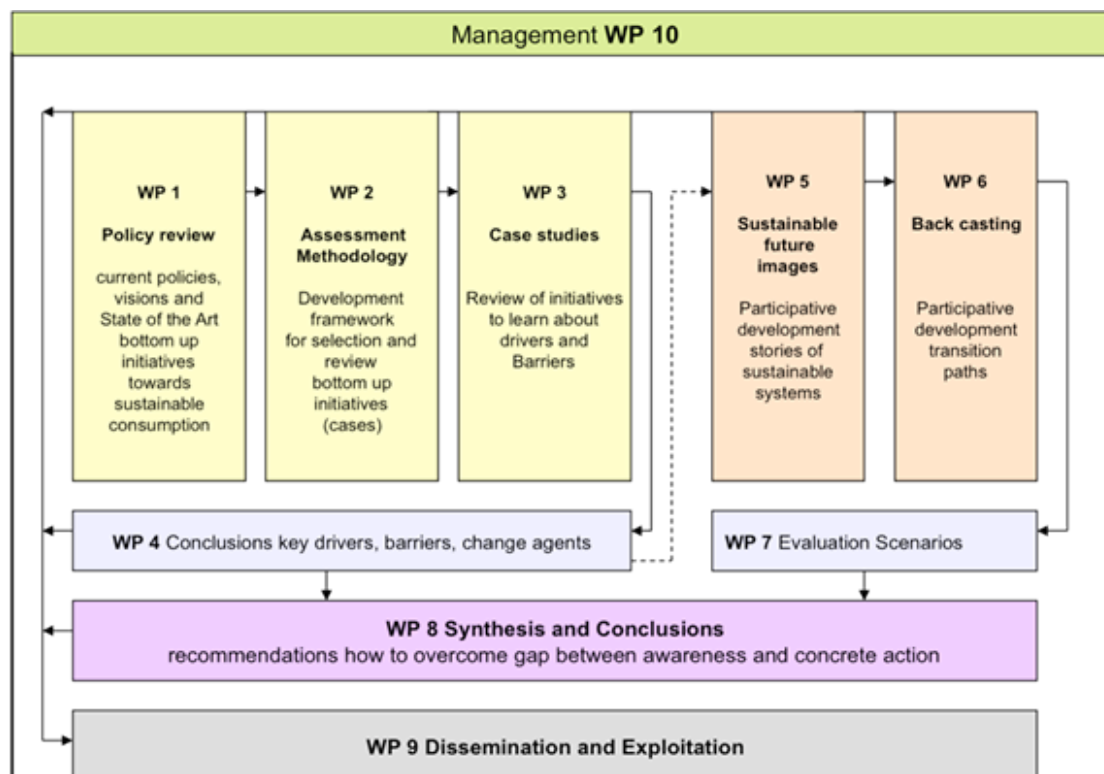 Management WP 10
WP 1
Policy review
current policies,
visions and
State of the Art
bottom up
initiatives
towards
sustainable
consumption
WP 2
Assessment
Methodology
Development
framework
for selection and
review
bottom up
initiatives
(cases)
WP 3
Case studies
Review of initiatives
to learn about
drivers and
Barriers
WP 5
Sustainable
future
images
Participative
development
stories of
sustainable
systems
WP 6
Back casting
Participative
development
transition
paths
WP 4 Conclusions key drivers, barriers, change agents
WP 7 Evaluation Scenarios
WP 8 Synthesis and Conclusions
recommendations how to overcome gap between awareness and concrete action
WP 9 Dissemination and Exploitation